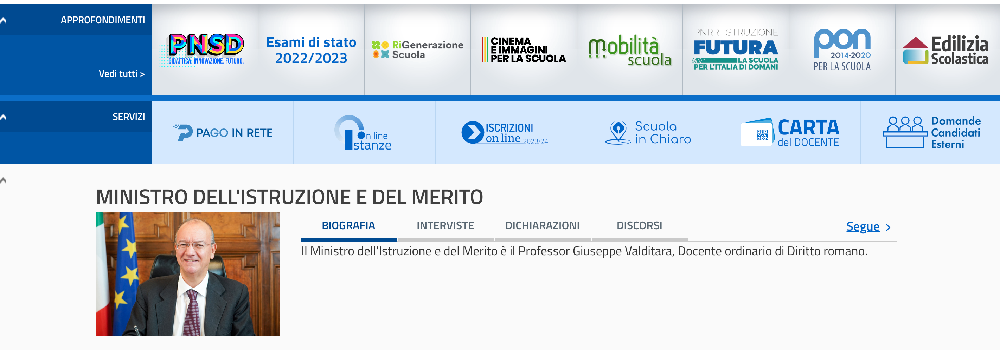 APPROFONDIMENTI
Vedi tutti >
PNSD
DIDATTICA. INNOVAZIONE. FUTURO.
Esami di stato
2022/2023
RiGenerazione
Scuola
CINEMA
E IMMAGINI
PER LA SCUOLA
mobilità
scuola
PNRR ISTRUZIONE
FUTURA
LA SCUOLA
PER L'ITALIA DI DOMANI
pon
2014-2020
PER LA SCUOLA
Edilizia
Scolastica
SERVIZI
PAGO IN RETE
On line
Istanze
ISCRIZIONI
on line 2023/24
Scuola
in Chiaro
CARTA
del DOCENTE
Domande
Candidati
Esterni
MINISTRO DELL'ISTRUZIONE E DEL MERITO
BIOGRAFIA
INTERVISTE
DICHIARAZIONI
DISCORSI
Segue >
Il Ministro dell'Istruzione e del Merito è il Professor Giuseppe Valditara, Docente ordinario di Diritto romano.